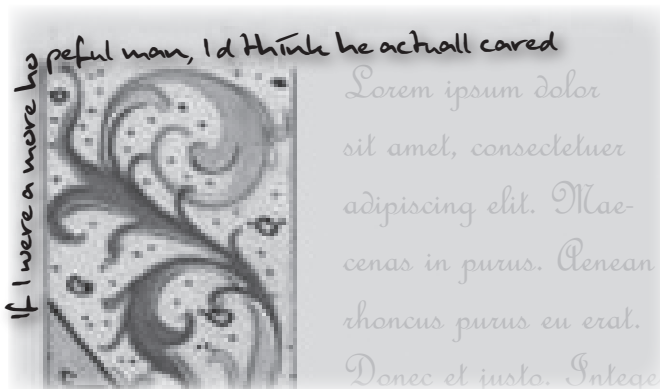 If I were a more hopeful man, I'd think he actuall cared
Lorem ipsum dolor
sit amet, consectetuer
adipiscing elit. Mae-
cenas in purus. Aenean
rhoncus purus eu erat.
Donec et justo. Intege